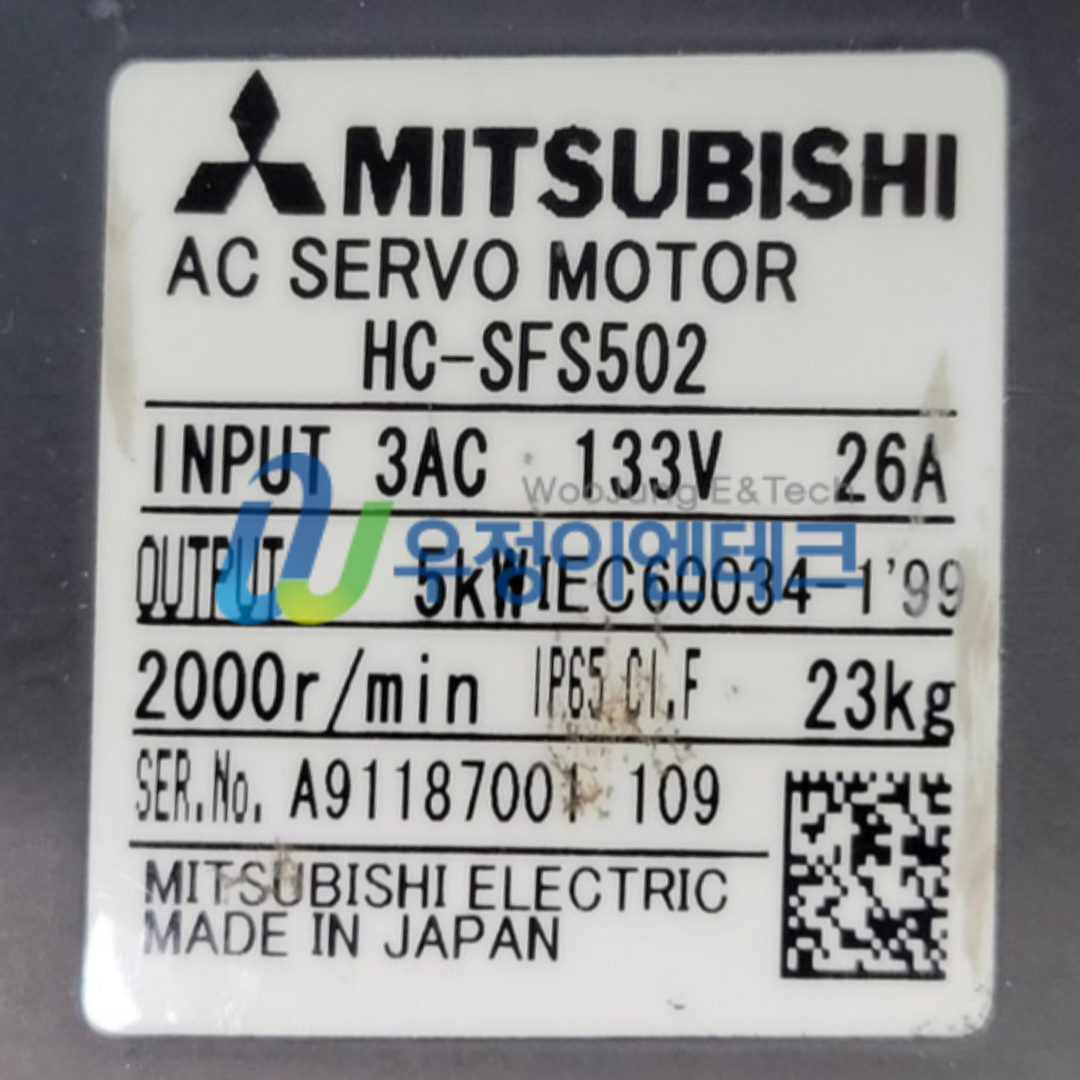 MITSUBISHI
AC SERVO MOTOR
HC-SFS502
INPUT 3AC 133V 26A
WooJung E&Tech
우정이엔테크
OUTPUT 5kW IEC60034-1'99
2000r/min IP65 CI.F 23kg
SER.No. A91187001 109
MITSUBISHI ELECTRIC
MADE IN JAPAN